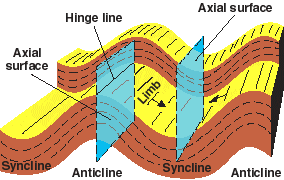 Axial surface
Hinge line
Axial
surface
Limb
Syncline
Anticline
Syncline
Anticline